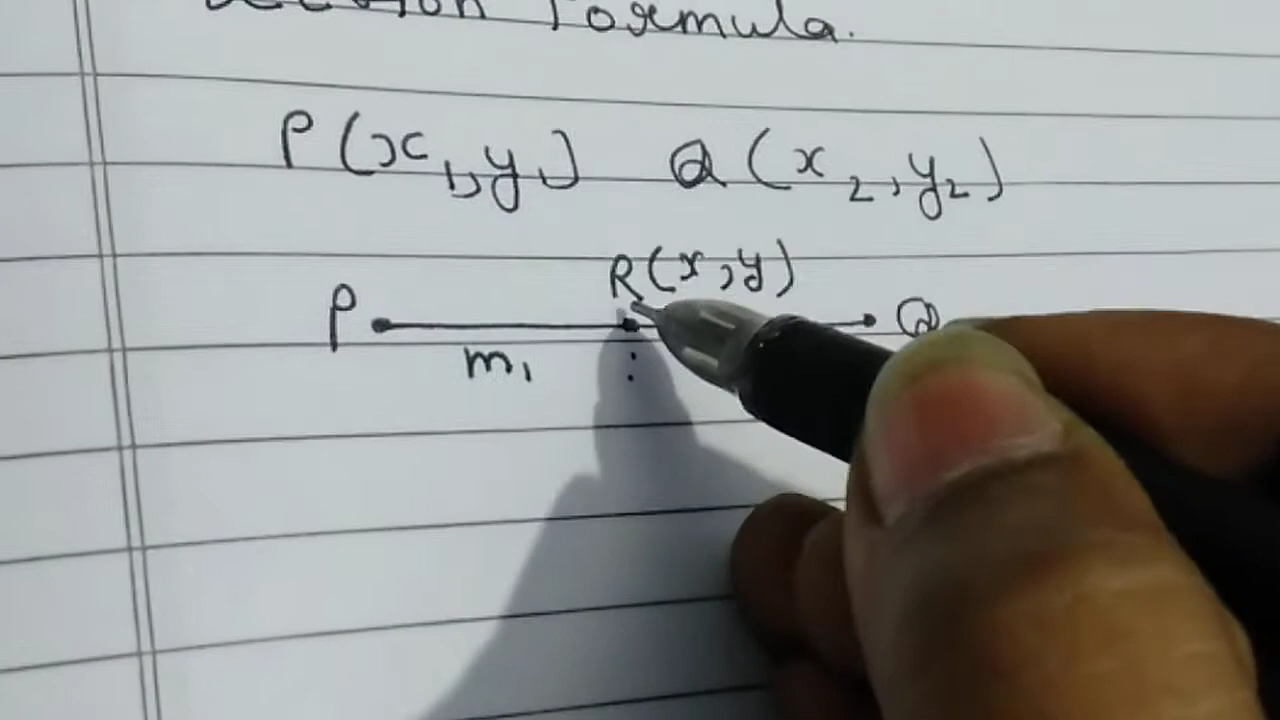 Formula.
P(x₁, y₁) Q(x₂, y₂)
R(x, y)
P Q
m₁ :